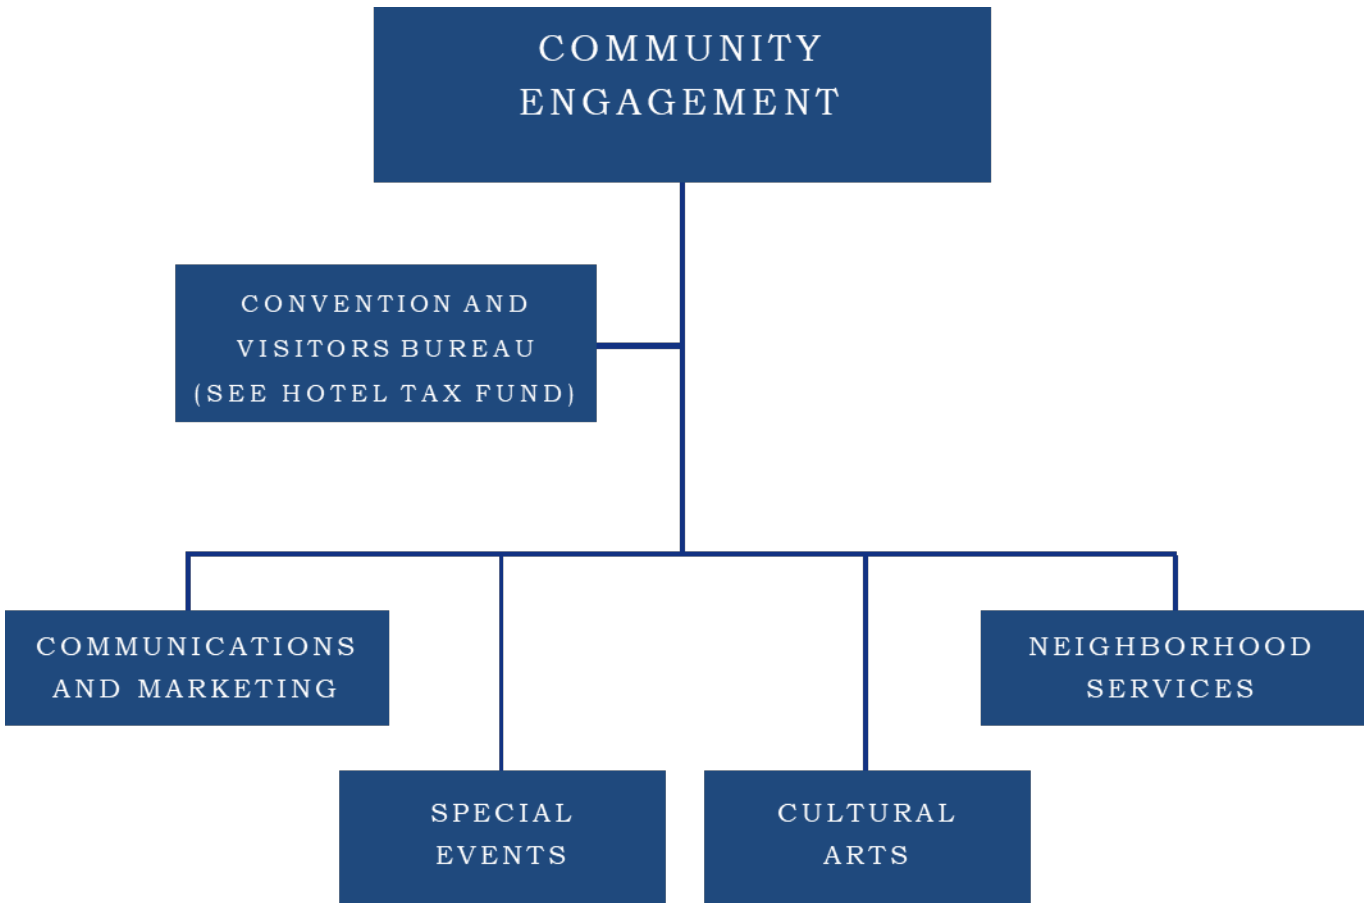 COMMUNITY
ENGAGEMENT
CONVENTION AND
VISITORS BUREAU
(SEE HOTEL TAX FUND)
COMMUNICATIONS
AND MARKETING
NEIGHBORHOOD
SERVICES
SPECIAL
EVENTS
CULTURAL
ARTS